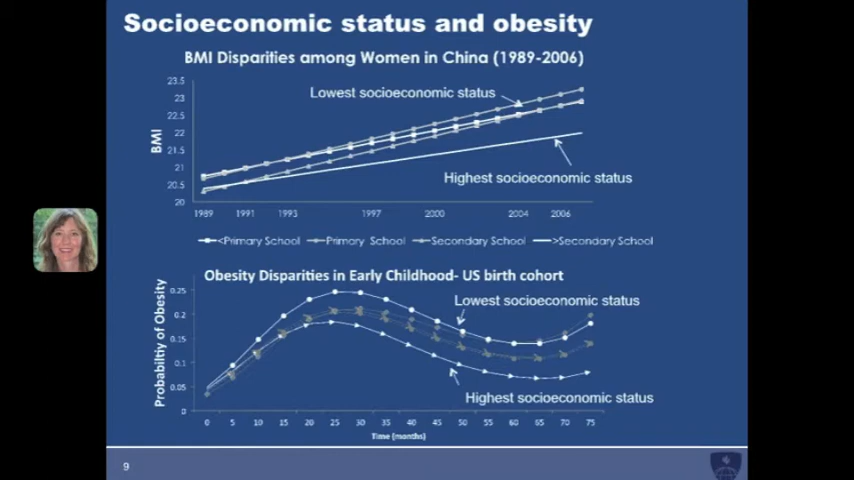 Socioeconomic status and obesity
BMI Disparities among Women in China (1989-2006)
23.5
23
22.5
22
21.5
21
20.5
20
BMI
Lowest socioeconomic status
Highest socioeconomic status
1989 1991 1993 1997 2000 2004 2006
<Primary School Primary School Secondary School >Secondary School
Obesity Disparities in Early Childhood- US birth cohort
0.25
0.2
0.15
0.1
0.05
0
Probabiltiy of Obesity
Lowest socioeconomic status
Highest socioeconomic status
0 5 10 15 20 25 30 35 40 45 50 55 60 65 70 75
Time (months)
9